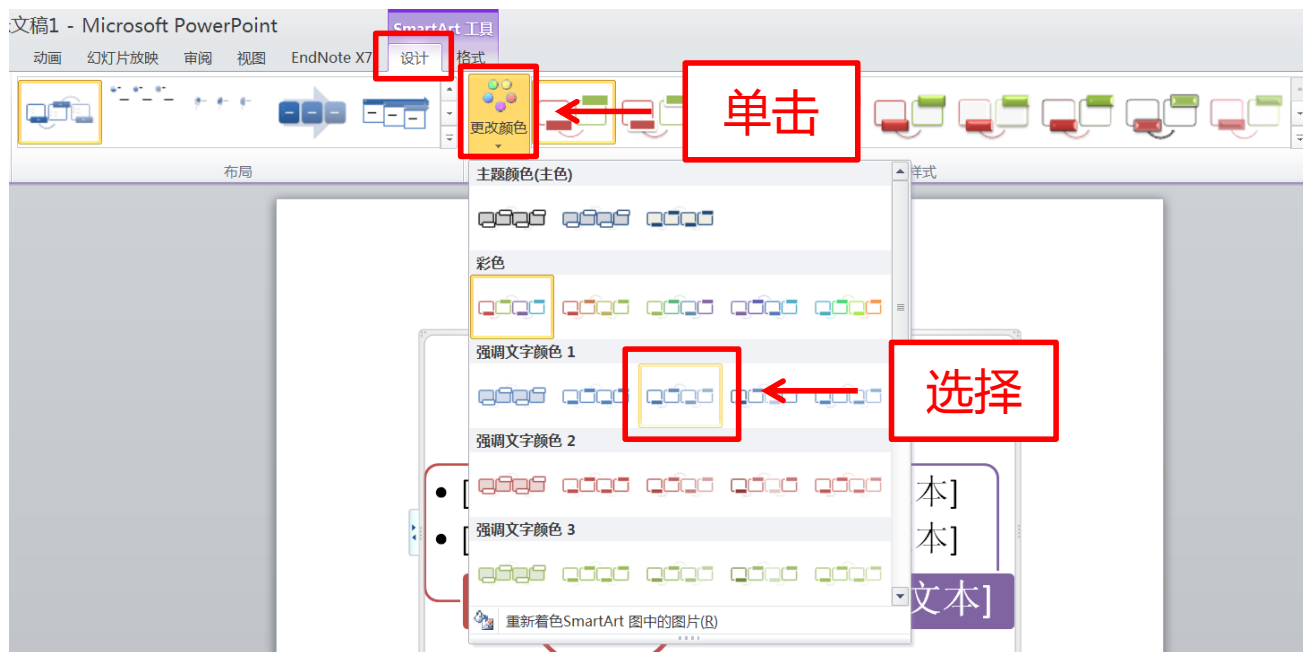 文稿1 - Microsoft PowerPoint
SmartArt 工具
动画 幻灯片放映 审阅 视图 EndNote X7 设计 格式
更改颜色
单击
布局
样式
主题颜色(主色)
彩色
强调文字颜色 1
选择
强调文字颜色 2
• [ 本]
强调文字颜色 3
• [ 本]
文本]
重新着色SmartArt 图中的图片(R)